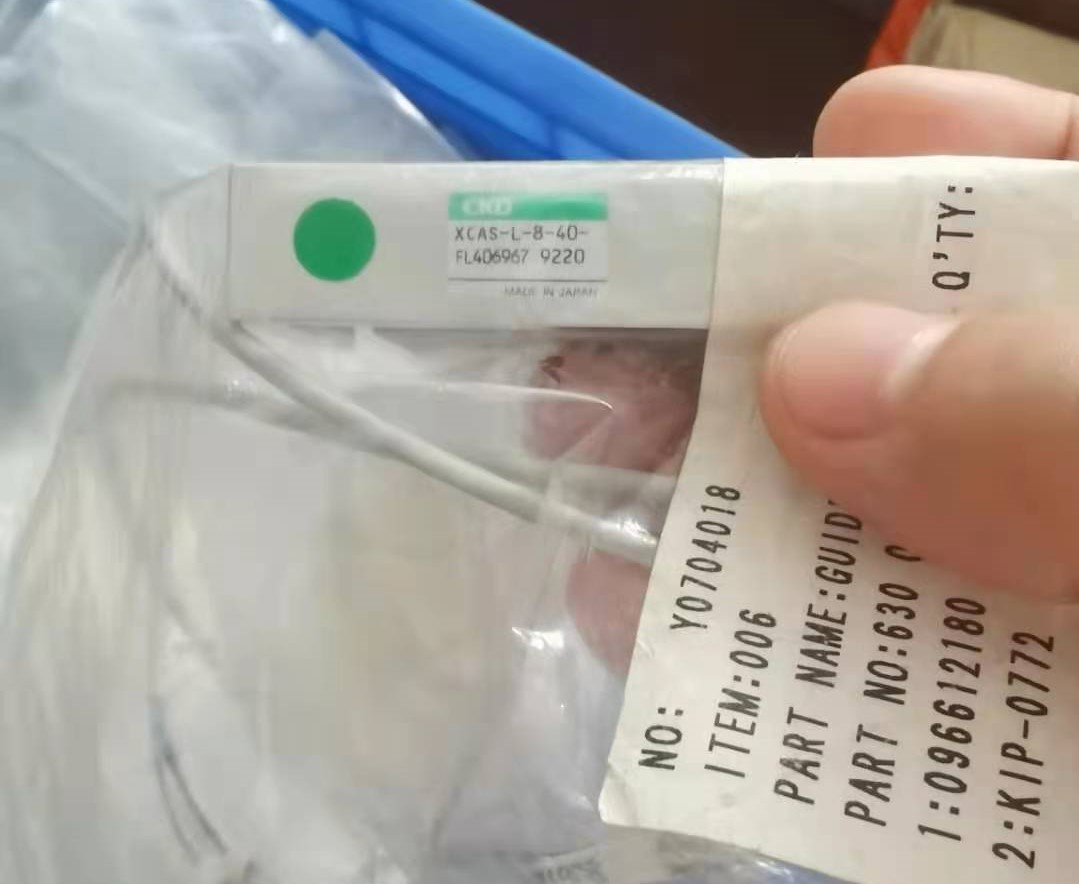 CKD
XCAS-L-8-40-
FL406967 9220
MADE IN JAPAN
NO: Y0704018
ITEM:006
PART NAME:GUID
PART NO:630
1:096612180
2:KIP-0772
Q'TY: